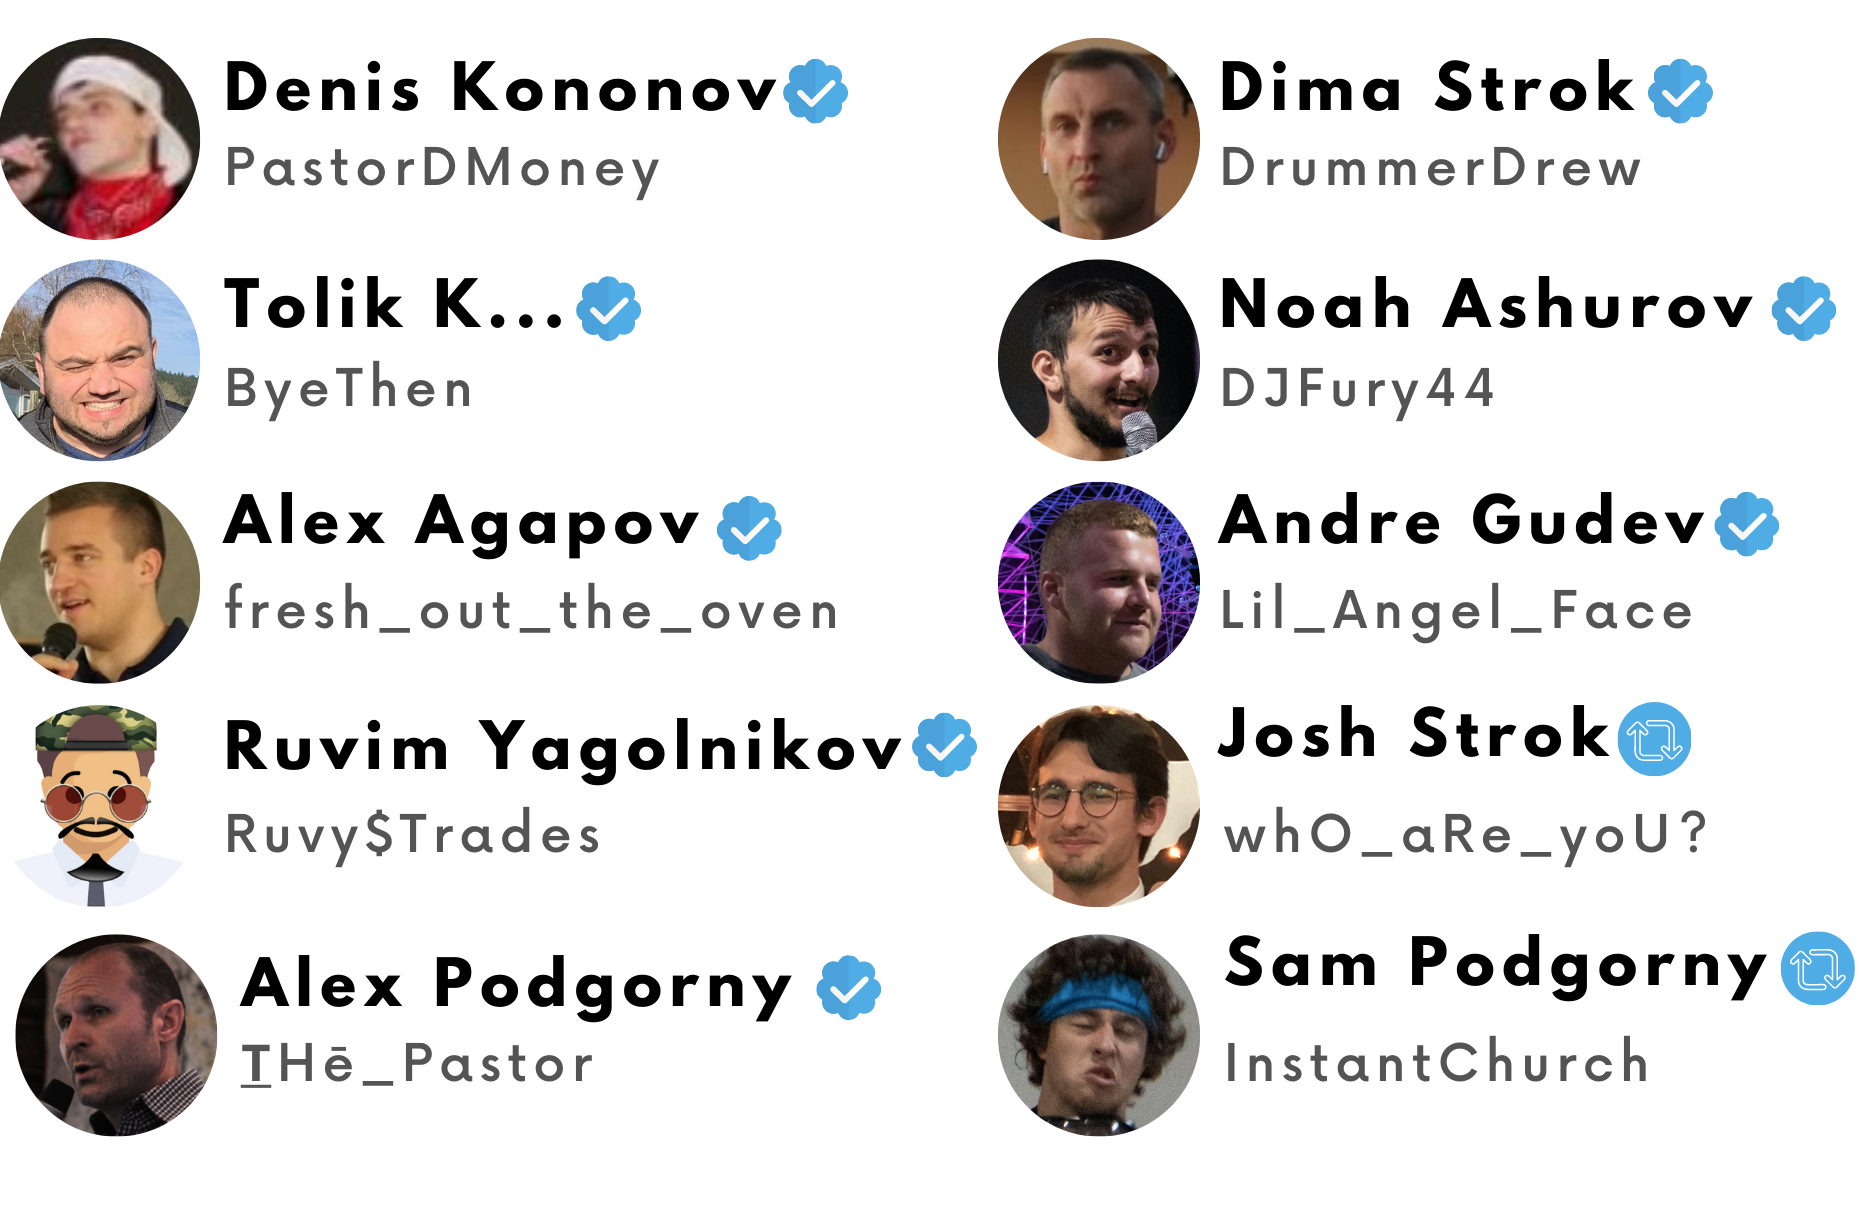 Denis Kononov
PastorDMoney
Tolik K...
ByeThen
Alex Agapov
fresh_out_the_oven
Ruvim Yagolnikov
Ruvy$Trades
Alex Podgorny
THē_Pastor
Dima Strok
DrummerDrew
Noah Ashurov
DJFury44
Andre Gudev
Lil_Angel_Face
Josh Strok
whO_aRe_yoU?
Sam Podgorny
InstantChurch